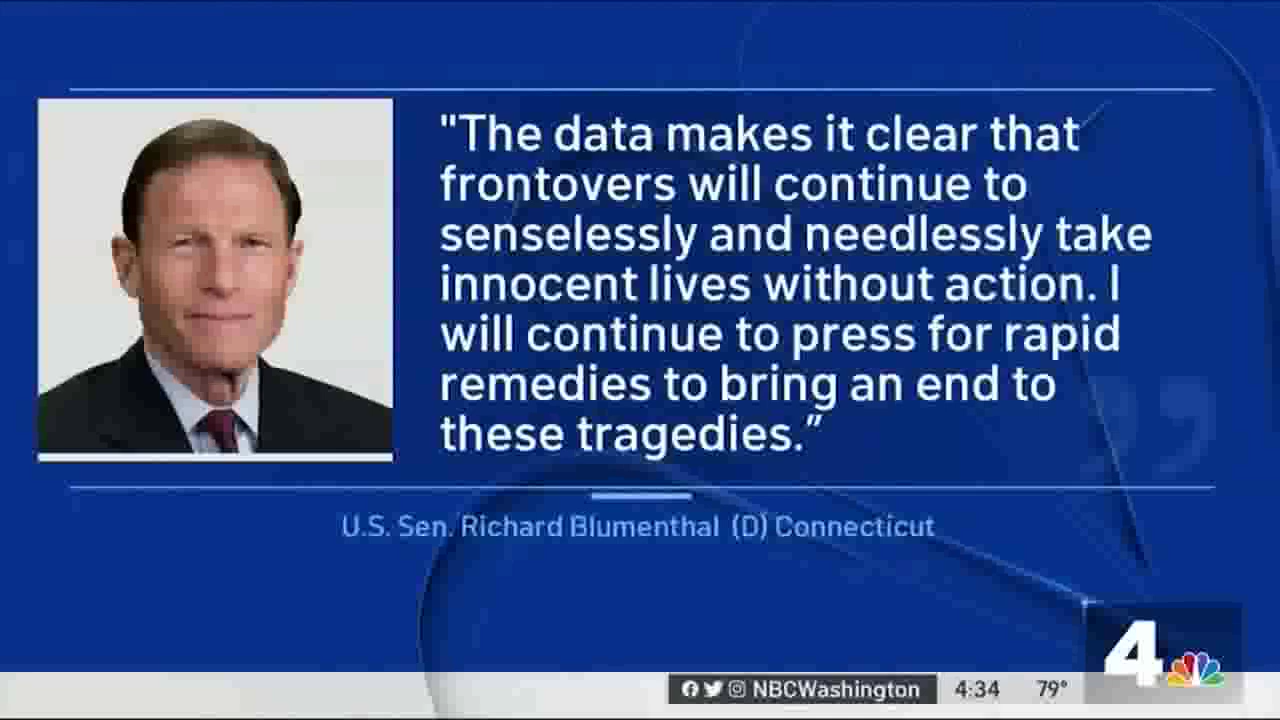 "The data makes it clear that
frontovers will continue to
senselessly and needlessly take
innocent lives without action. I
will continue to press for rapid
remedies to bring an end to
these tragedies.”
U.S. Sen. Richard Blumenthal (D) Connecticut
4
NBCWashington 4:34 79°